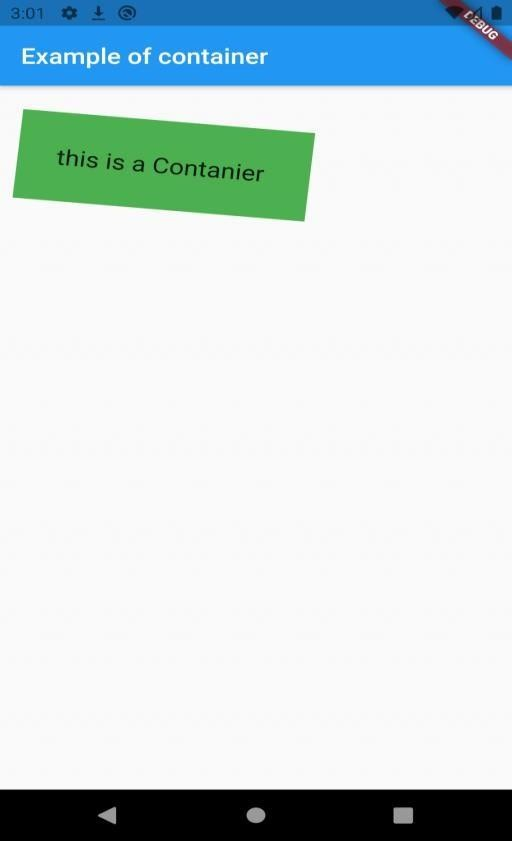 3:01
DEBUG
Example of container
this is a Contanier